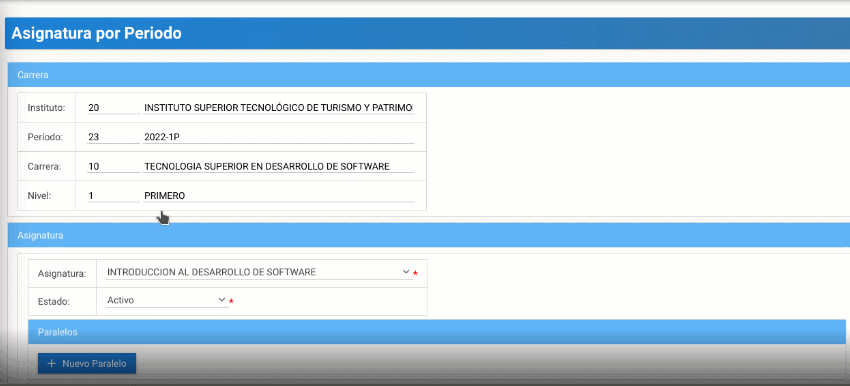 Asignatura por Periodo
Carrera
Instituto: 20 INSTITUTO SUPERIOR TECNOLÓGICO DE TURISMO Y PATRIMO
Período: 23 2022-1P
Carrera: 10 TECNOLOGIA SUPERIOR EN DESARROLLO DE SOFTWARE
Nivel: 1 PRIMERO
Asignatura
Asignatura: INTRODUCCION AL DESARROLLO DE SOFTWARE *
Estado: Activo *
Paralelos
+ Nuevo Paralelo